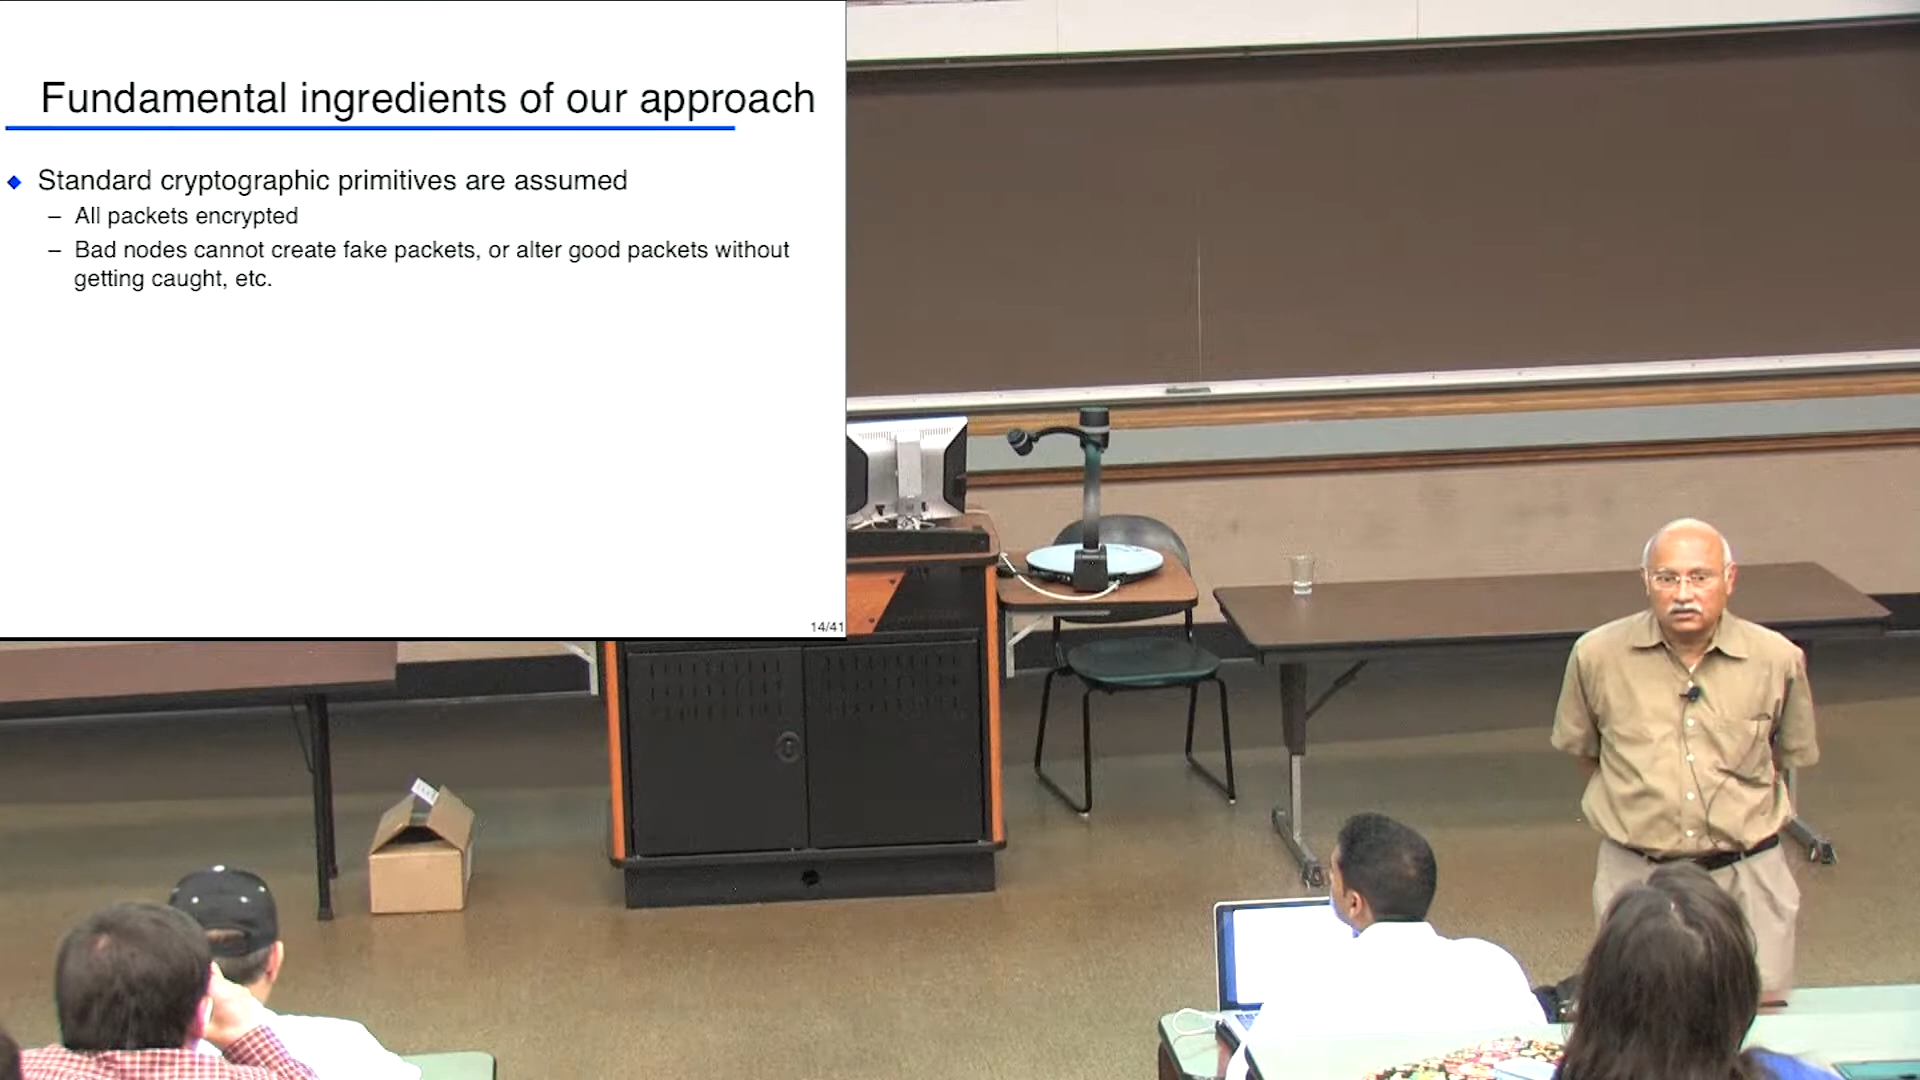 Fundamental ingredients of our approach
Standard cryptographic primitives are assumed
– All packets encrypted
– Bad nodes cannot create fake packets, or alter good packets without
getting caught, etc.
14/41